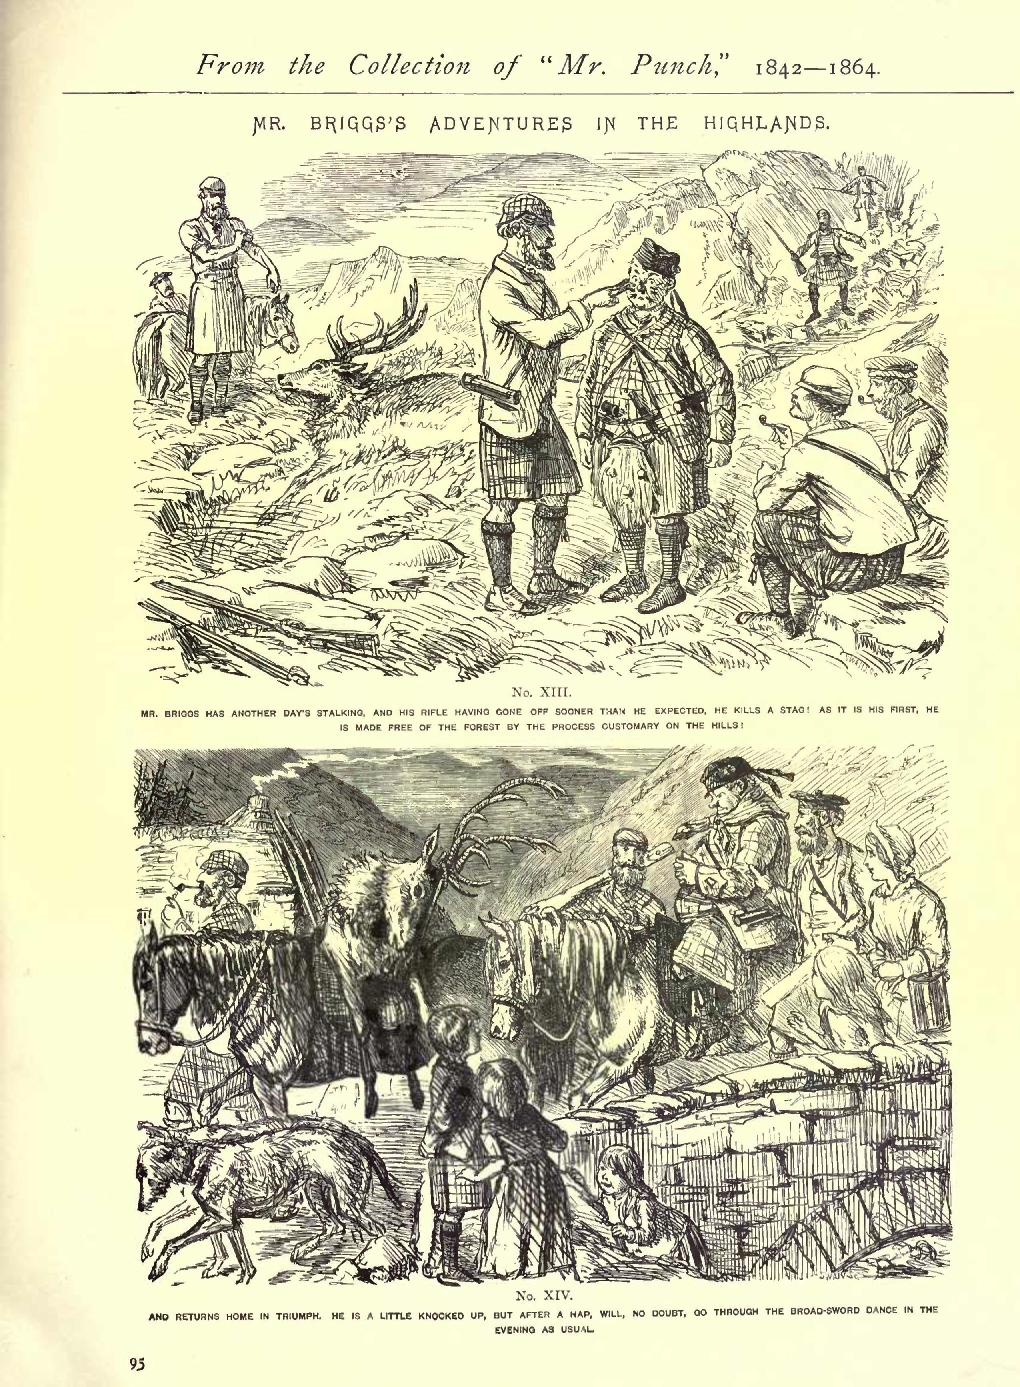 From the Collection of "Mr. Punch," 1842—1864.
MR. BRIGGS'S ADVENTURES IN THE HIGHLANDS.
No. XIII.
MR. BRIGGS HAS ANOTHER DAY'S STALKING, AND HIS RIFLE HAVING GONE OFF SOONER THAN HE EXPECTED, HE KILLS A STAG! AS IT IS HIS FIRST, HE
IS MADE FREE OF THE FOREST BY THE PROCESS CUSTOMARY ON THE HILLS!
No. XIV.
AND RETURNS HOME IN TRIUMPH. HE IS A LITTLE KNOCKED UP, BUT AFTER A NAP, WILL, NO DOUBT, GO THROUGH THE BROAD-SWORD DANCE IN THE
EVENING AS USUAL.
95